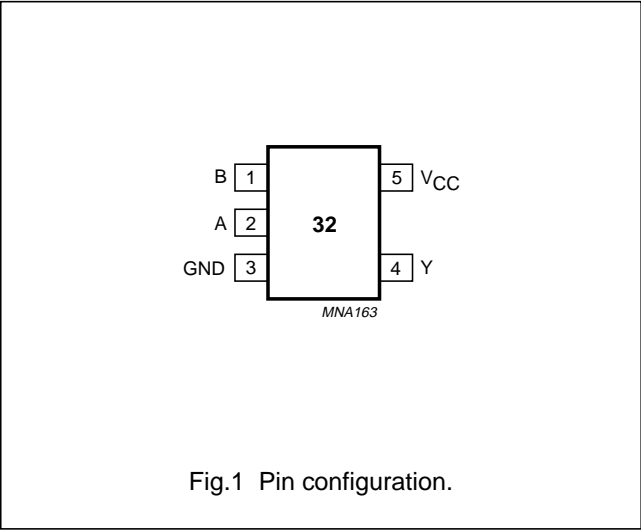 B 1 5 VCC
A 2 32
GND 3 4 Y
MNA163
Fig.1 Pin configuration.